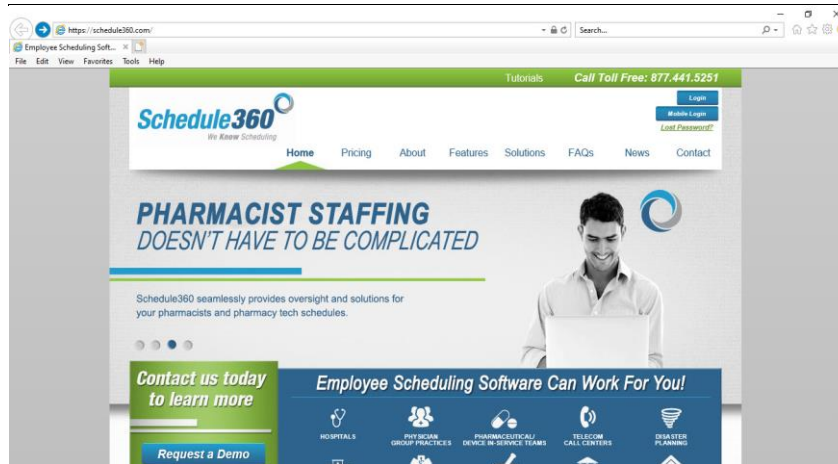 https://schedule360.com/
Search...
Employee Scheduling Soft...
File Edit View Favorites Tools Help
Tutorials Call Toll Free: 877.441.5251
Login
Mobile Login
Lost Password?
Schedule360
We Know Scheduling
Home Pricing About Features Solutions FAQs News Contact
PHARMACIST STAFFING
DOESN'T HAVE TO BE COMPLICATED
Schedule360 seamlessly provides oversight and solutions for
your pharmacists and pharmacy tech schedules.
Contact us today
to learn more
Request a Demo
Employee Scheduling Software Can Work For You!
HOSPITALS
PHYSICIAN
GROUP PRACTICES
PHARMACEUTICAL/
DEVICE IN-SERVICE TEAMS
TELECOM
CALL CENTERS
DISASTER
PLANNING